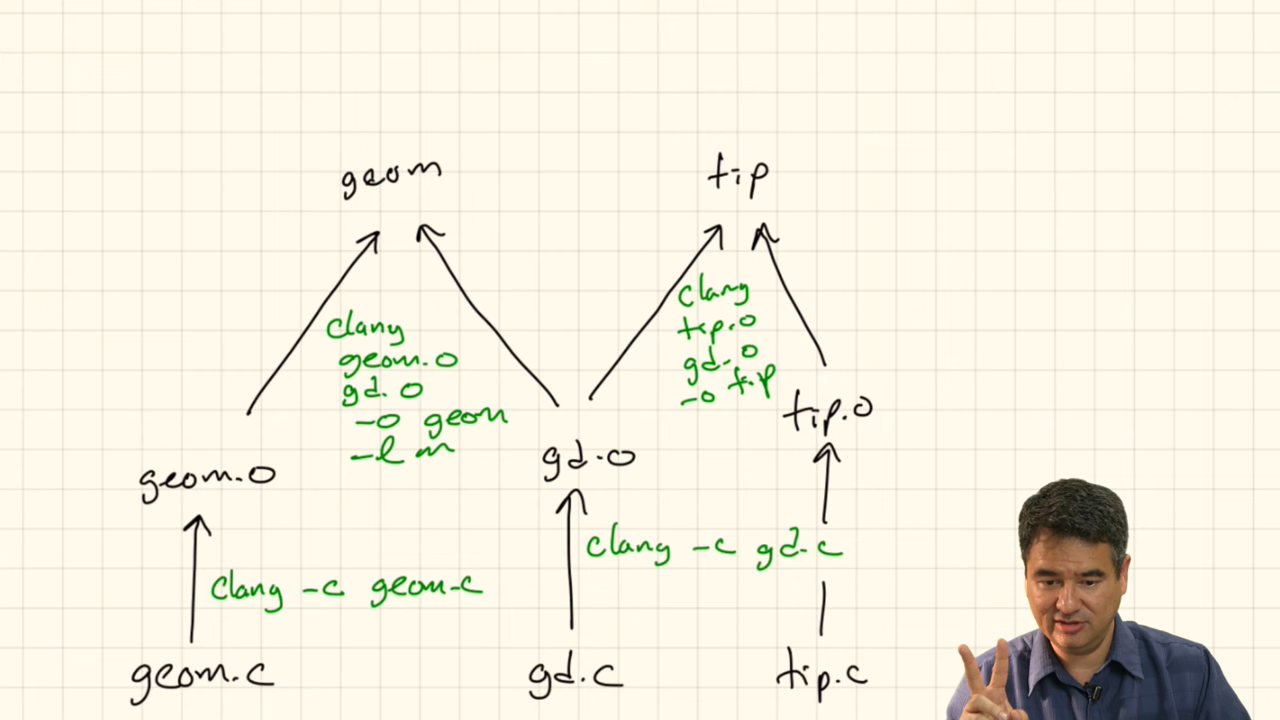 geom
tip
clang
geom.o
gd.o
-o geom
-lm
clang
tip.o
gd.o
-o tip
geom.o
gd.o
tip.o
clang -c geom.c
clang -c gd.c
geom.c
gd.c
tip.c